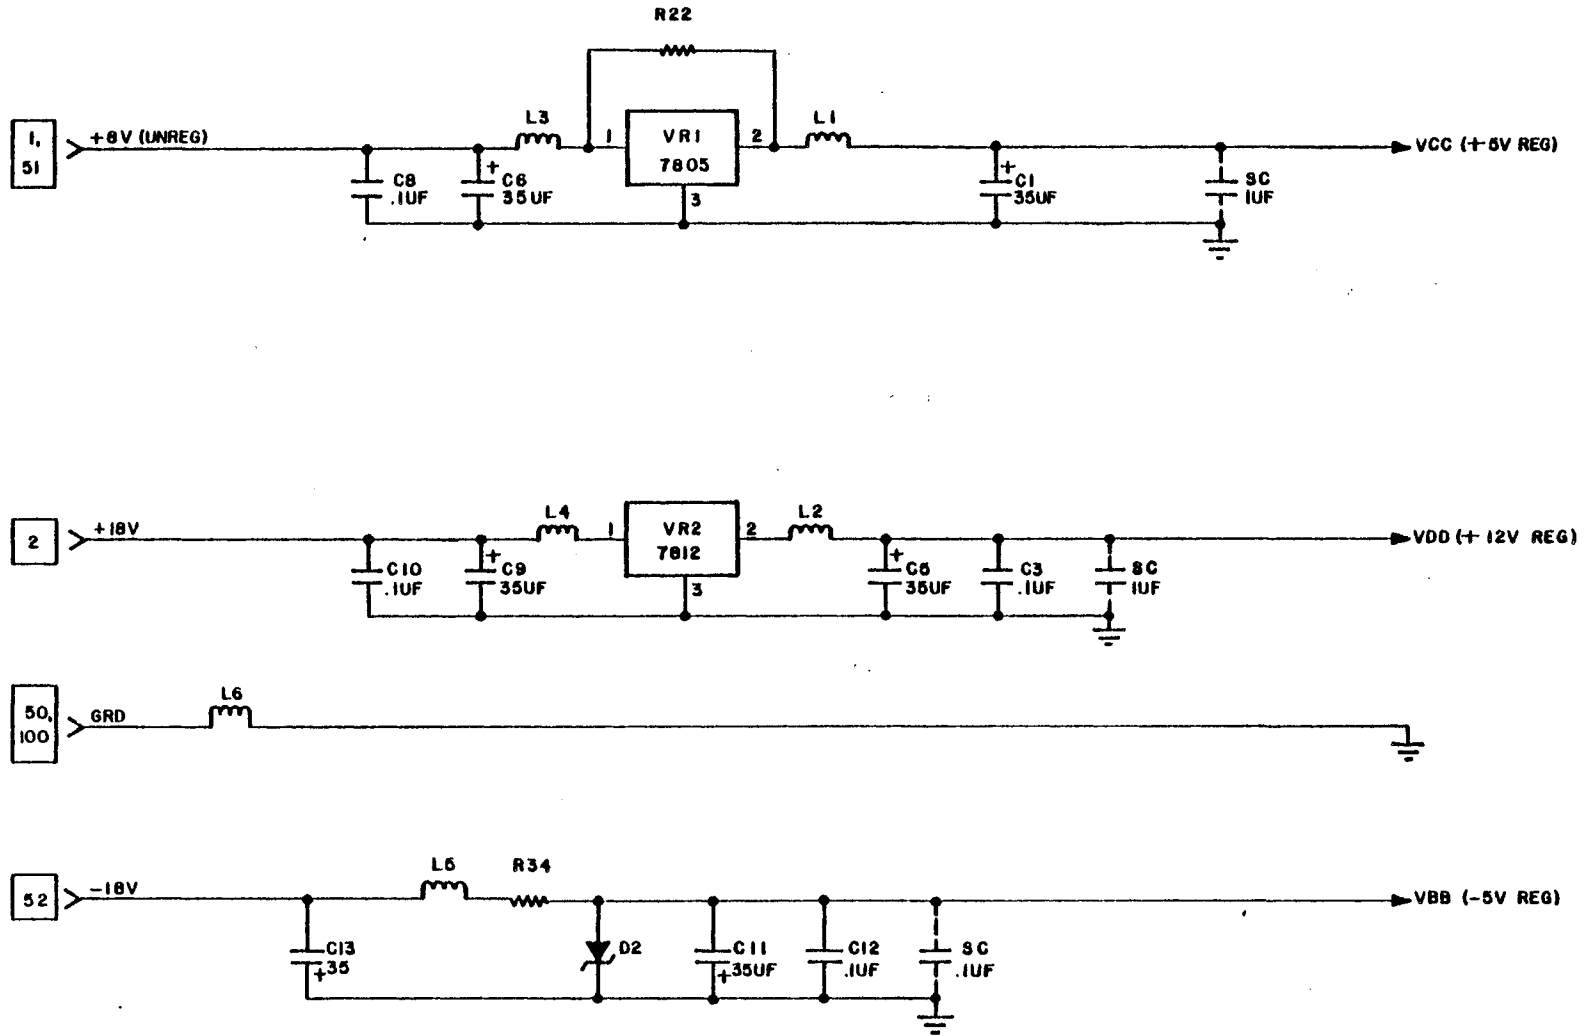 R22
1,
51
+8V (UNREG)
L3
1
VR1
7805
2
3
L1
C8
.1UF
+
C6
35UF
+
C1
35UF
SC
1UF
VCC (+5V REG)
2
+18V
L4
1
VR2
7812
2
3
L2
C10
.1UF
+
C9
35UF
+
C5
35UF
C3
.1UF
SC
1UF
VDD (+12V REG)
50,
100
GRD
L6
52
-18V
L5
R34
C13
+35
D2
C11
+35UF
C12
.1UF
SC
.1UF
VBB (-5V REG)